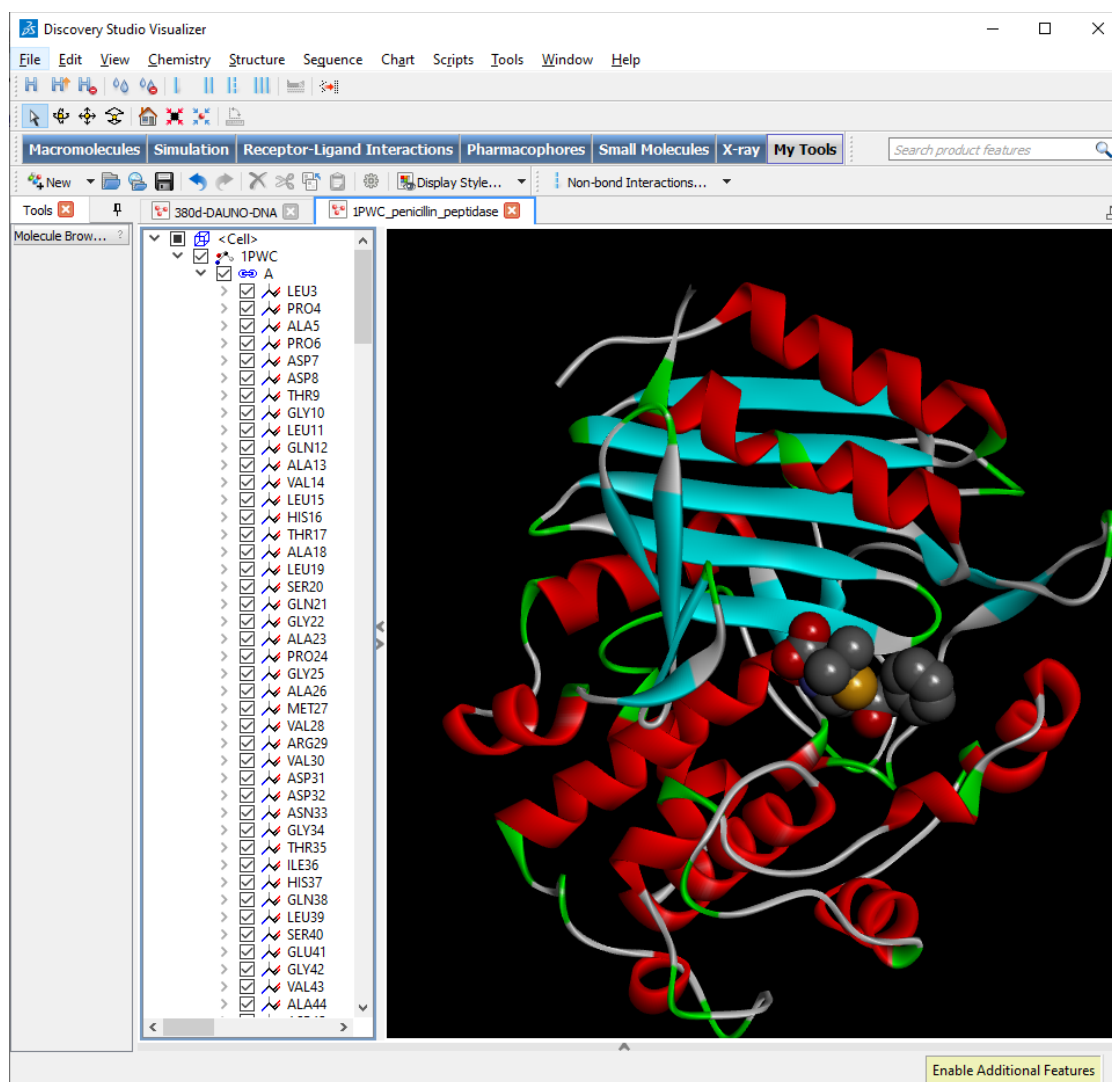 Discovery Studio Visualizer
File Edit View Chemistry Structure Sequence Chart Scripts Tools Window Help
Macromolecules Simulation Receptor-Ligand Interactions Pharmacophores Small Molecules X-ray My Tools Search product features
New Display Style... Non-bond Interactions...
Tools 380d-DAUNO-DNA 1PWC_penicillin_peptidase
Molecule Brow... ?
<Cell>
1PWC
A
LEU3
PRO4
ALA5
PRO6
ASP7
ASP8
THR9
GLY10
LEU11
GLN12
ALA13
VAL14
LEU15
HIS16
THR17
ALA18
LEU19
SER20
GLN21
GLY22
ALA23
PRO24
GLY25
ALA26
MET27
VAL28
ARG29
VAL30
ASP31
ASP32
ASN33
GLY34
THR35
ILE36
HIS37
GLN38
LEU39
SER40
GLU41
GLY42
VAL43
ALA44
Enable Additional Features